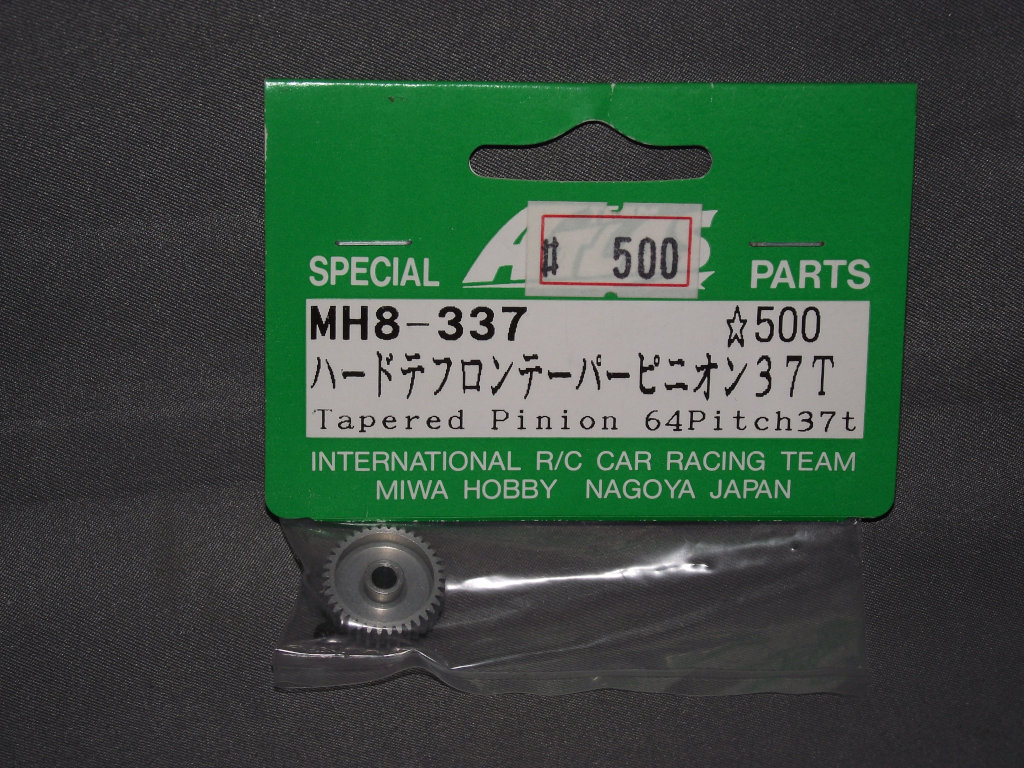 # 500
SPECIAL PARTS
MH8-337 ☆500
ハードテフロンテーパーピニオン37T
Tapered Pinion 64Pitch37t
INTERNATIONAL R/C CAR RACING TEAM
MIWA HOBBY NAGOYA JAPAN